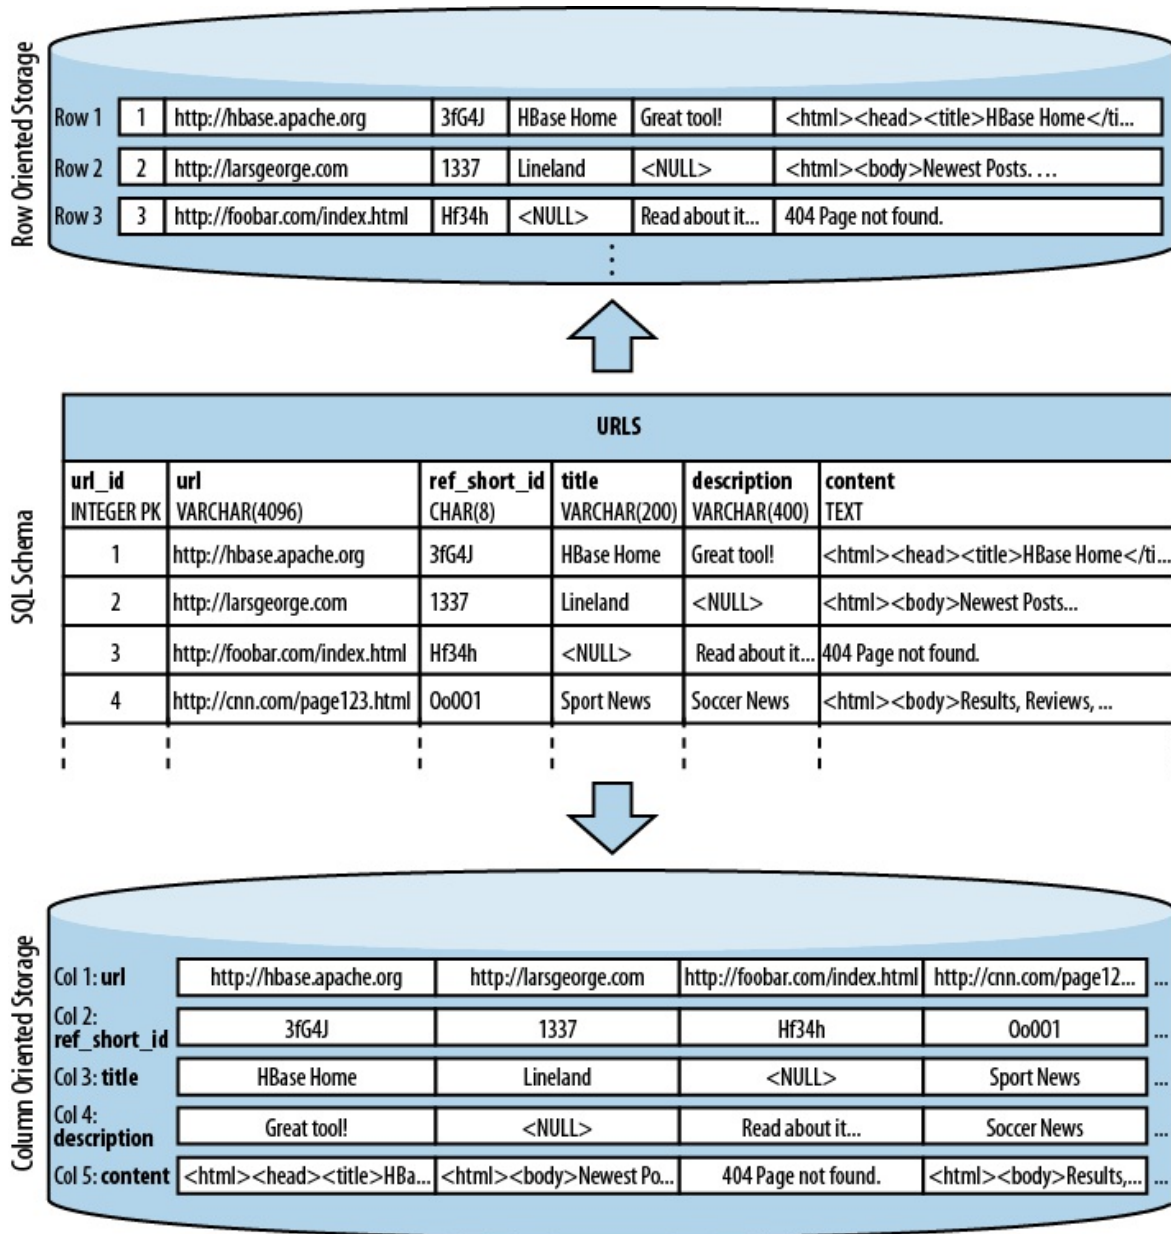 Row Oriented Storage
Row 1 1 http://hbase.apache.org 3fG4J HBase Home Great tool! <html><head><title>HBase Home</ti...
Row 2 2 http://larsgeorge.com 1337 Lineland <NULL> <html><body>Newest Posts. . . .
Row 3 3 http://foobar.com/index.html Hf34h <NULL> Read about it... 404 Page not found.
SQL Schema
URLS
url_id url ref_short_id title description content
INTEGER PK VARCHAR(4096) CHAR(8) VARCHAR(200) VARCHAR(400) TEXT
1 http://hbase.apache.org 3fG4J HBase Home Great tool! <html><head><title>HBase Home</ti...
2 http://larsgeorge.com 1337 Lineland <NULL> <html><body>Newest Posts...
3 http://foobar.com/index.html Hf34h <NULL> Read about it... 404 Page not found.
4 http://cnn.com/page123.html Oo001 Sport News Soccer News <html><body>Results, Reviews, ...
Column Oriented Storage
Col 1: url http://hbase.apache.org http://larsgeorge.com http://foobar.com/index.html http://cnn.com/page12... ...
Col 2:
ref_short_id 3fG4J 1337 Hf34h Oo001 ...
Col 3: title HBase Home Lineland <NULL> Sport News ...
Col 4:
description Great tool! <NULL> Read about it... Soccer News ...
Col 5: content <html><head><title>HBa... <html><body>Newest Po... 404 Page not found. <html><body>Results,... ...